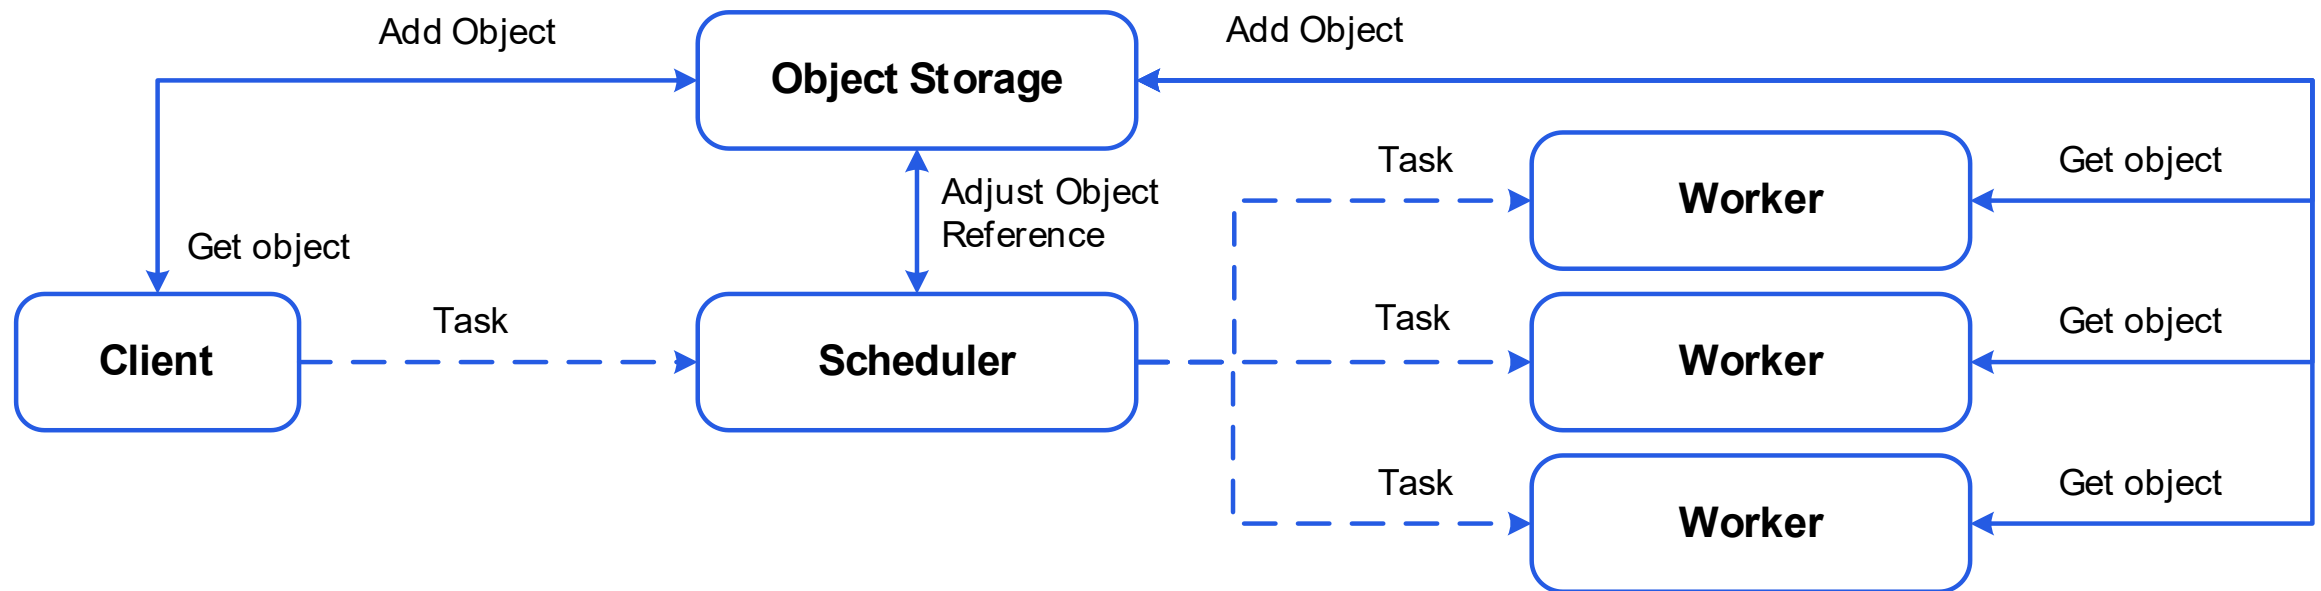 Add Object
Object Storage
Add Object
Task
Worker
Get object
Adjust Object
Reference
Get object
Client
Task
Scheduler
Task
Worker
Get object
Task
Worker
Get object